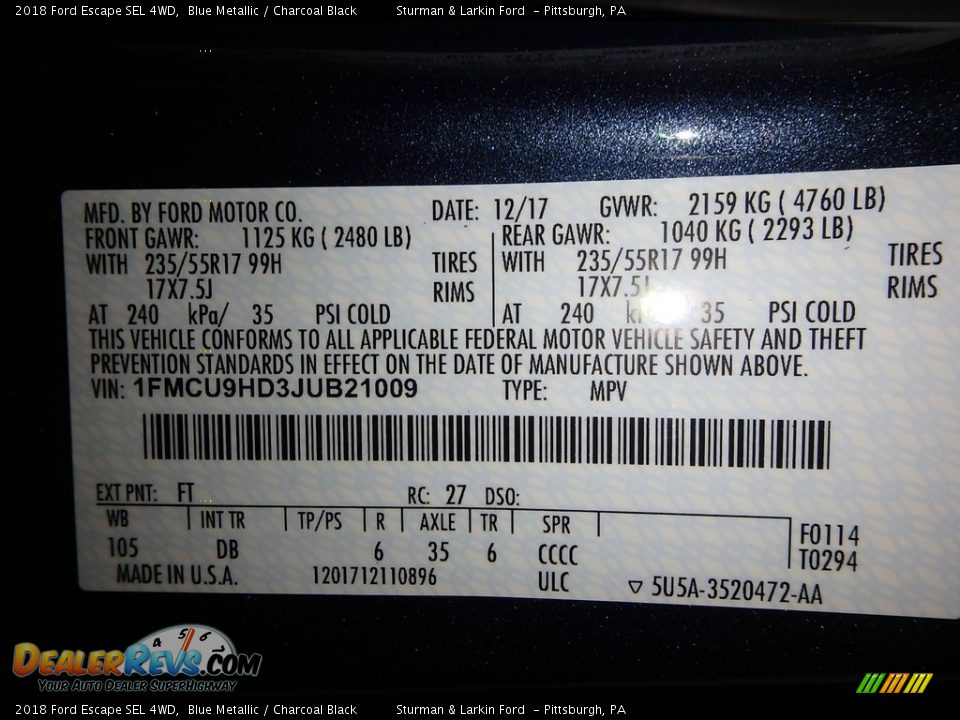 2018 Ford Escape SEL 4WD, Blue Metallic / Charcoal Black Sturman & Larkin Ford - Pittsburgh, PA
MFD. BY FORD MOTOR CO. DATE: 12/17 GVWR: 2159 KG ( 4760 LB)
FRONT GAWR: 1125 KG ( 2480 LB) REAR GAWR: 1040 KG ( 2293 LB)
WITH 235/55R17 99H TIRES WITH 235/55R17 99H TIRES
17X7.5J RIMS 17X7.5J RIMS
AT 240 kPa/ 35 PSI COLD AT 240 35 PSI COLD
THIS VEHICLE CONFORMS TO ALL APPLICABLE FEDERAL MOTOR VEHICLE SAFETY AND THEFT
PREVENTION STANDARDS IN EFFECT ON THE DATE OF MANUFACTURE SHOWN ABOVE.
VIN: 1FMCU9HD3JUB21009 TYPE: MPV
EXT PNT: FT RC: 27 DSO:
WB INT TR TP/PS R AXLE TR SPR F0114
105 DB 6 35 6 CCCC T0294
MADE IN U.S.A. 1201712110896 ULC ▽ 5U5A-3520472-AA
4 5 6
DEALERREVS.COM
YOUR AUTO DEALER SUPERHIGHWAY
2018 Ford Escape SEL 4WD, Blue Metallic / Charcoal Black Sturman & Larkin Ford - Pittsburgh, PA